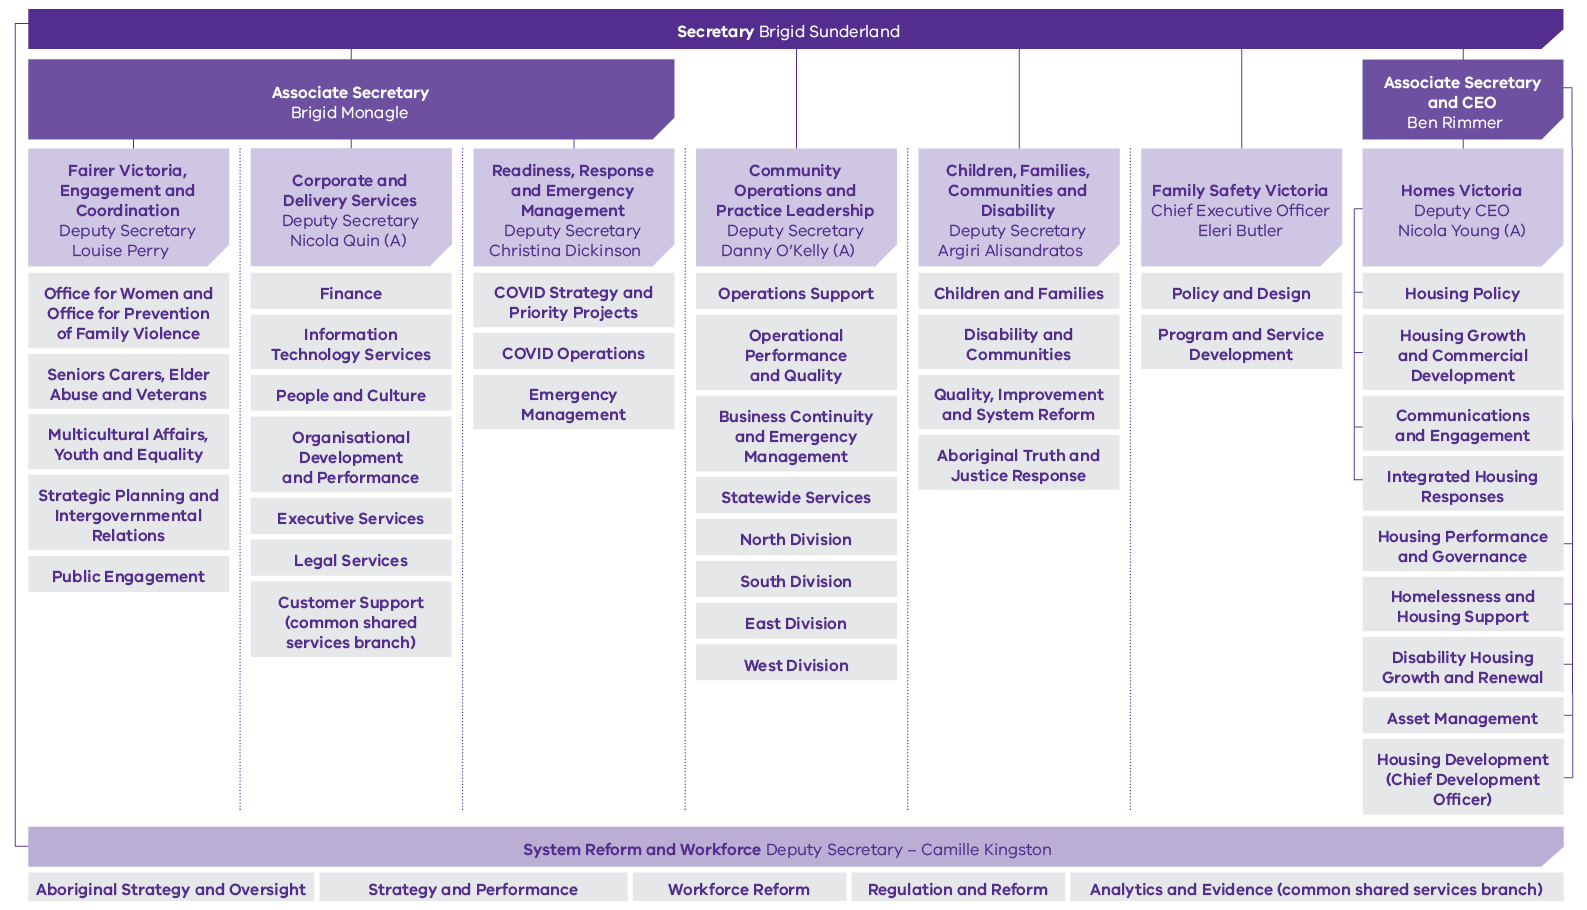 Secretary Brigid Sunderland
Associate Secretary
Brigid Monagle
Associate Secretary
and CEO
Ben Rimmer
Fairer Victoria,
Engagement and
Coordination
Deputy Secretary
Louise Perry
Office for Women and
Office for Prevention
of Family Violence
Seniors Carers, Elder
Abuse and Veterans
Multicultural Affairs,
Youth and Equality
Strategic Planning and
Intergovernmental
Relations
Public Engagement
Corporate and
Delivery Services
Deputy Secretary
Nicola Quin (A)
Finance
Information
Technology Services
People and Culture
Organisational
Development
and Performance
Executive Services
Legal Services
Customer Support
(common shared
services branch)
Readiness, Response
and Emergency
Management
Deputy Secretary
Christina Dickinson
COVID Strategy and
Priority Projects
COVID Operations
Emergency
Management
Community
Operations and
Practice Leadership
Deputy Secretary
Danny O’Kelly (A)
Operations Support
Operational
Performance
and Quality
Business Continuity
and Emergency
Management
Statewide Services
North Division
South Division
East Division
West Division
Children, Families,
Communities and
Disability
Deputy Secretary
Argiri Alisandratos
Children and Families
Disability and
Communities
Quality, Improvement
and System Reform
Aboriginal Truth and
Justice Response
Family Safety Victoria
Chief Executive Officer
Eleri Butler
Policy and Design
Program and Service
Development
Homes Victoria
Deputy CEO
Nicola Young (A)
Housing Policy
Housing Growth
and Commercial
Development
Communications
and Engagement
Integrated Housing
Responses
Housing Performance
and Governance
Homelessness and
Housing Support
Disability Housing
Growth and Renewal
Asset Management
Housing Development
(Chief Development
Officer)
System Reform and Workforce Deputy Secretary – Camille Kingston
Aboriginal Strategy and Oversight
Strategy and Performance
Workforce Reform
Regulation and Reform
Analytics and Evidence (common shared services branch)